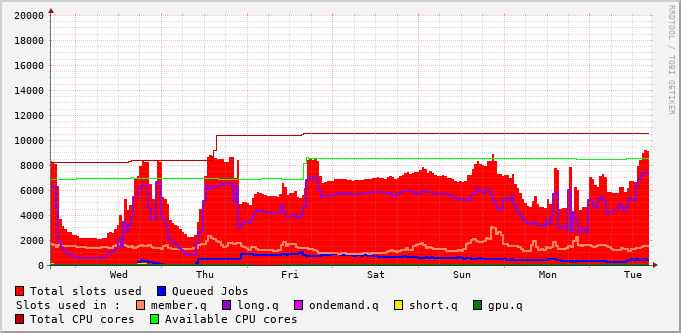 20000
18000
16000
14000
12000
10000
8000
6000
4000
2000
0
Wed Thu Fri Sat Sun Mon Tue
RRDTOOL / TOBI OETIKER
Total slots used Queued Jobs
Slots used in : member.q long.q ondemand.q short.q gpu.q
Total CPU cores Available CPU cores